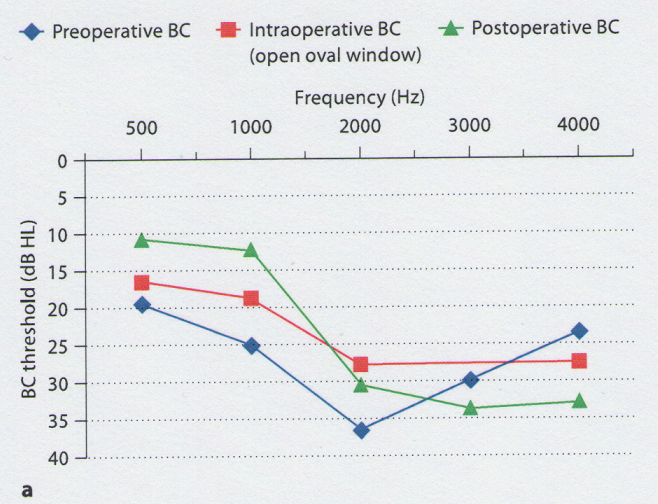 Preoperative BC
Intraoperative BC
(open oval window)
Postoperative BC
Frequency (Hz)
500 1000 2000 3000 4000
BC threshold (dB HL)
0
5
10
15
20
25
30
35
40
a